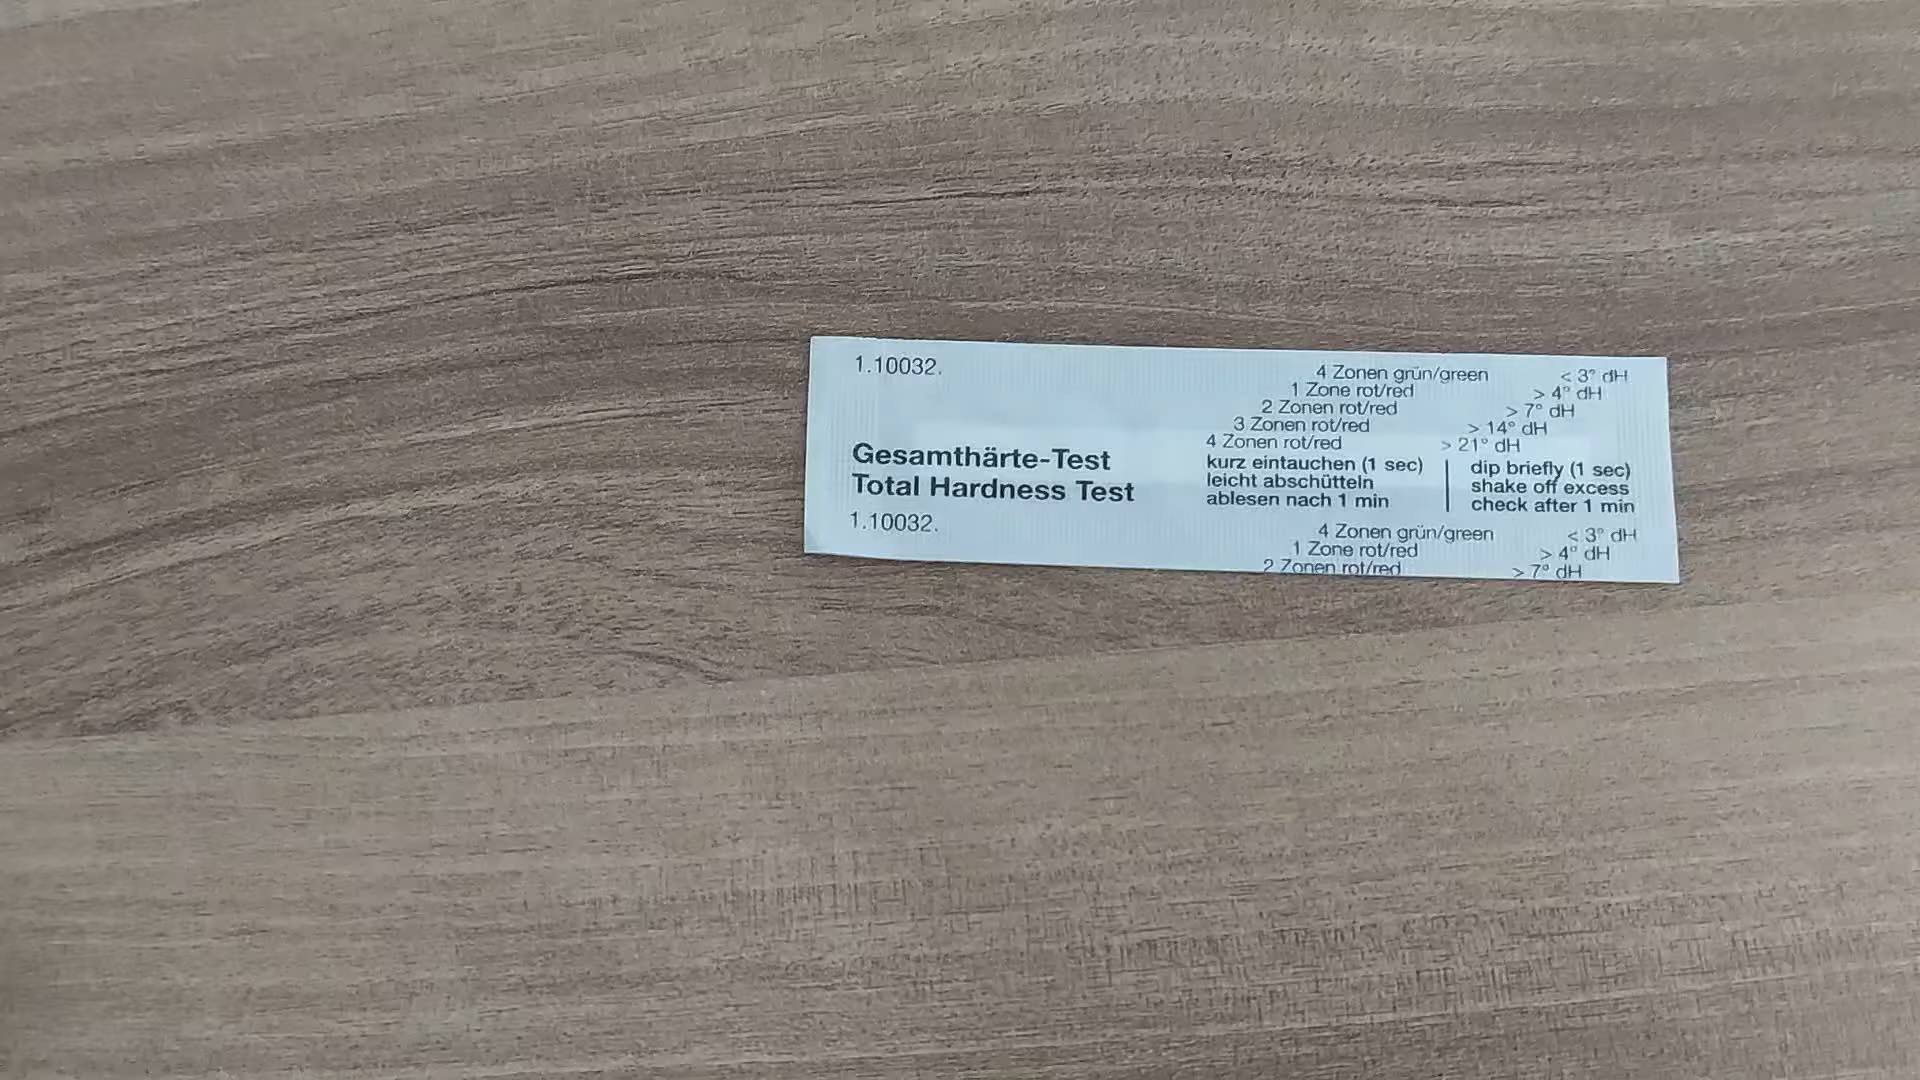 1.10032.
4 Zonen grün/green < 3° dH
1 Zone rot/red > 4° dH
2 Zonen rot/red > 7° dH
3 Zonen rot/red > 14° dH
4 Zonen rot/red > 21° dH
Gesamthärte-Test
Total Hardness Test
kurz eintauchen (1 sec)
leicht abschütteln
ablesen nach 1 min
dip briefly (1 sec)
shake off excess
check after 1 min
1.10032.
4 Zonen grün/green < 3° dH
1 Zone rot/red > 4° dH
2 Zonen rot/red > 7° dH